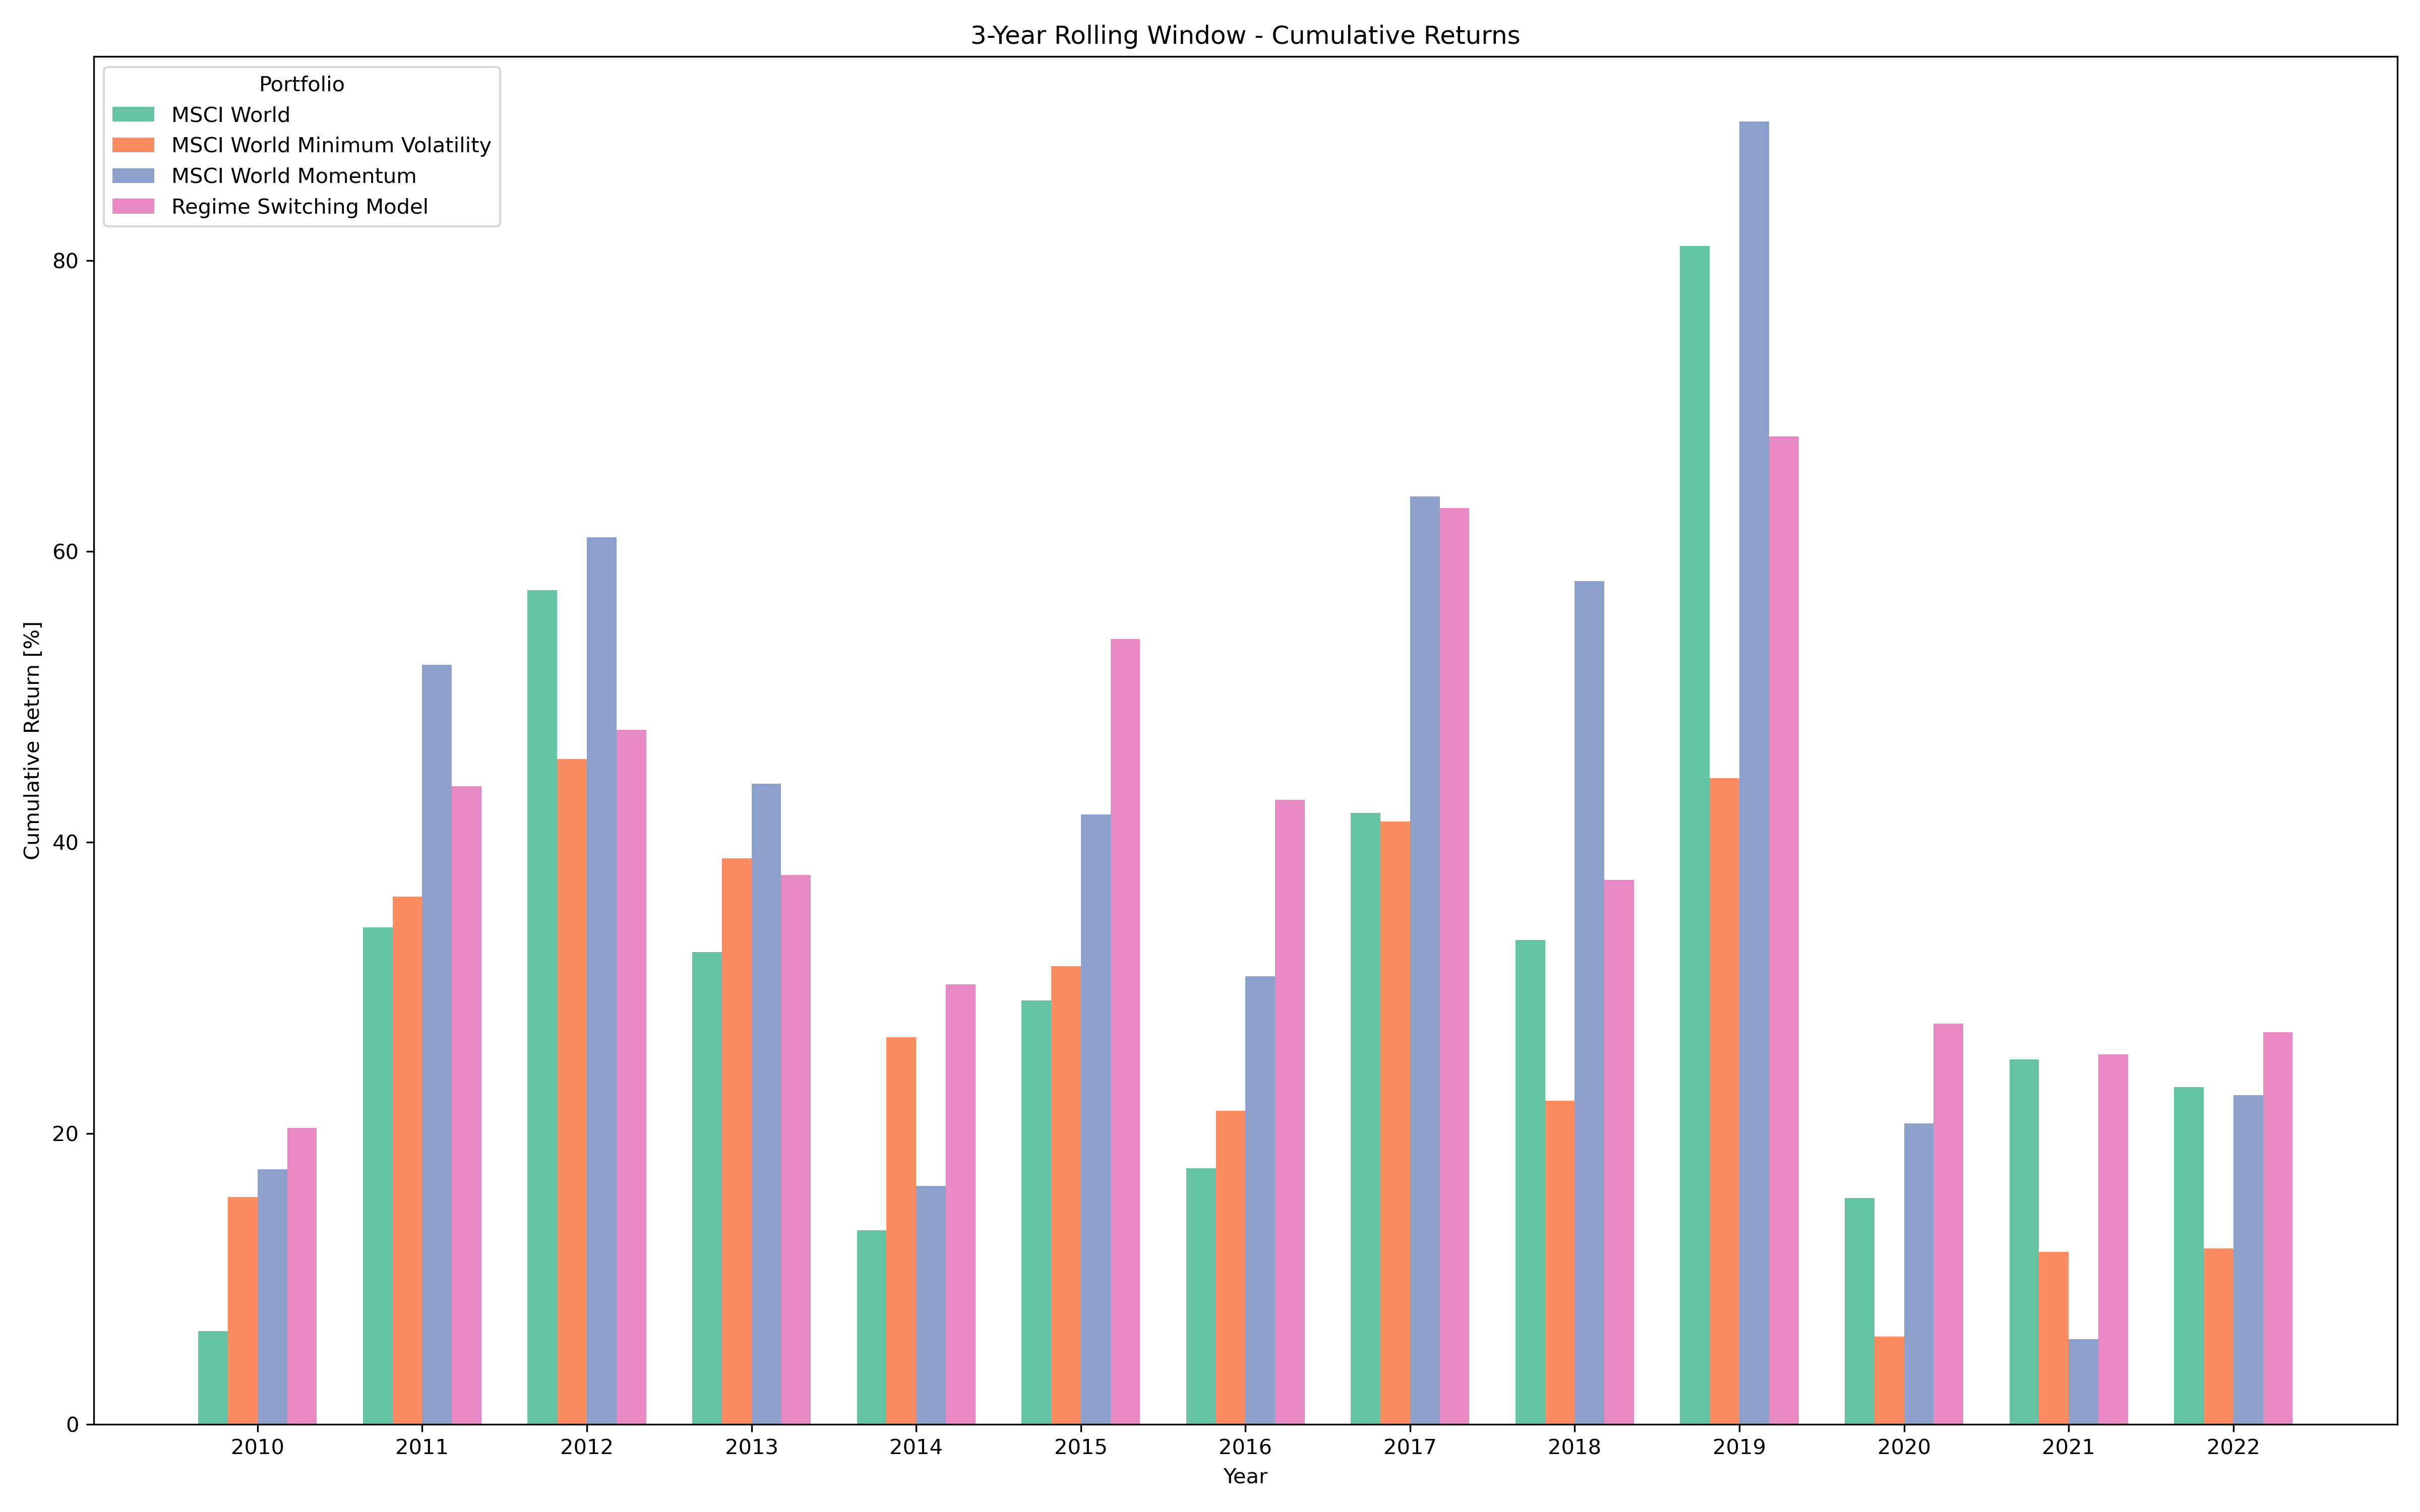 3-Year Rolling Window - Cumulative Returns
Portfolio
MSCI World
MSCI World Minimum Volatility
MSCI World Momentum
Regime Switching Model
80
60
40
20
0
Cumulative Return [%]
2010 2011 2012 2013 2014 2015 2016 2017 2018 2019 2020 2021 2022
Year